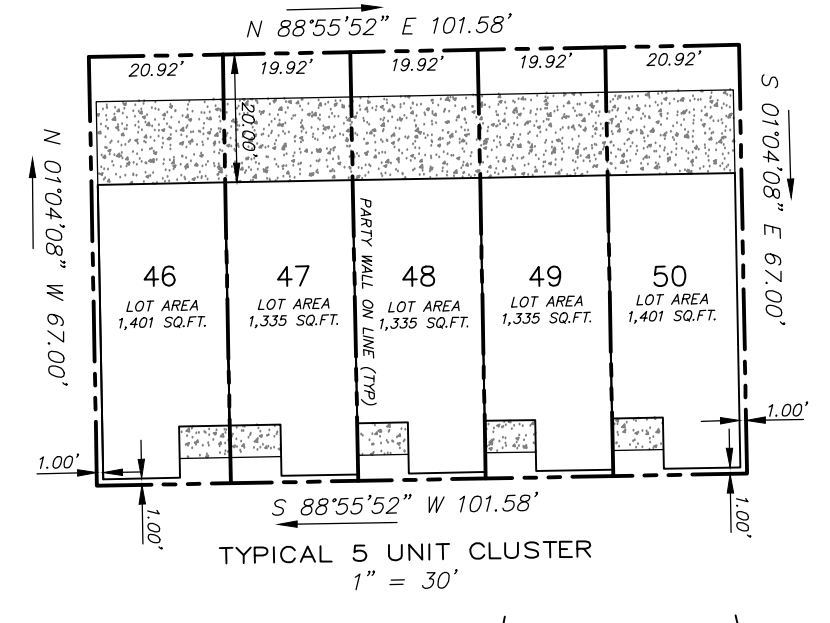 N 88°55'52" E 101.58'
20.92'
19.92'
19.92'
19.92'
20.92'
20.00'
N 01°04'08" W 67.00'
S 01°04'08" E 67.00'
PARTY WALL ON LINE (TYP)
46
LOT AREA
1,401 SQ.FT.
47
LOT AREA
1,335 SQ.FT.
48
LOT AREA
1,335 SQ.FT.
49
LOT AREA
1,335 SQ.FT.
50
LOT AREA
1,401 SQ.FT.
1.00'
1.00'
1.00'
1.00'
S 88°55'52" W 101.58'
TYPICAL 5 UNIT CLUSTER
1" = 30'